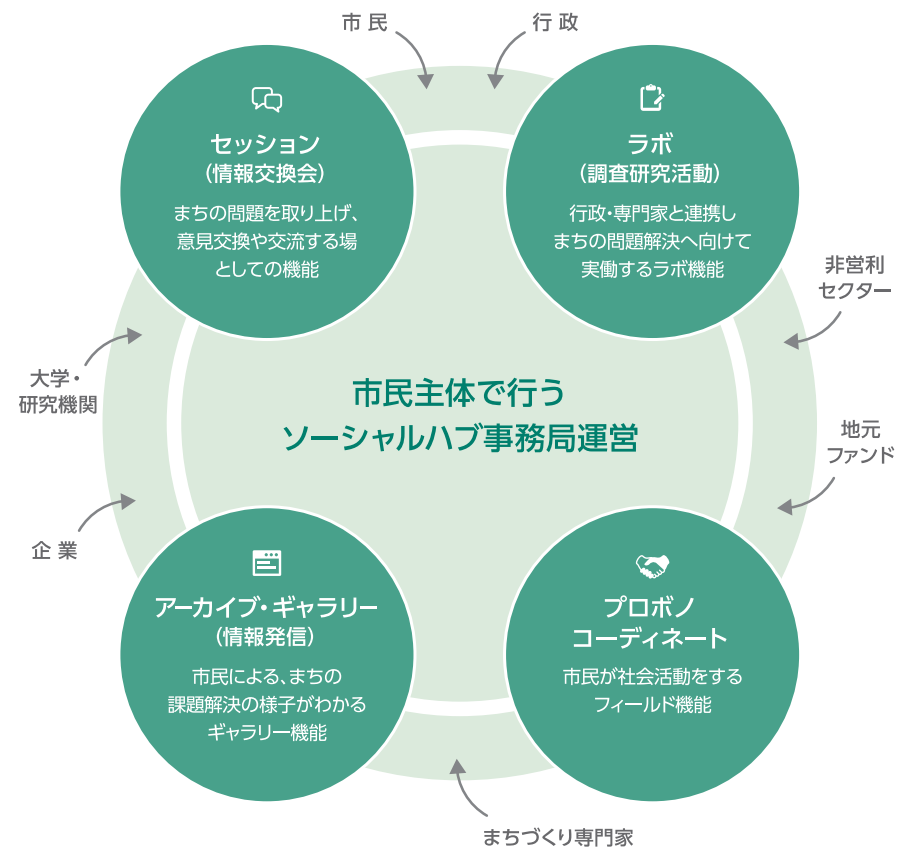 市民
行政
セッション
(情報交換会)
まちの問題を取り上げ、
意見交換や交流する場
としての機能
ラボ
(調査研究活動)
行政・専門家と連携し
まちの問題解決へ向けて
実働するラボ機能
非営利
セクター
大学・
研究機関
市民主体で行う
ソーシャルハブ事務局運営
地元
ファンド
企業
アーカイブ・ギャラリー
(情報発信)
市民による、まちの
課題解決の様子がわかる
ギャラリー機能
プロボノ
コーディネート
市民が社会活動をする
フィールド機能
まちづくり専門家